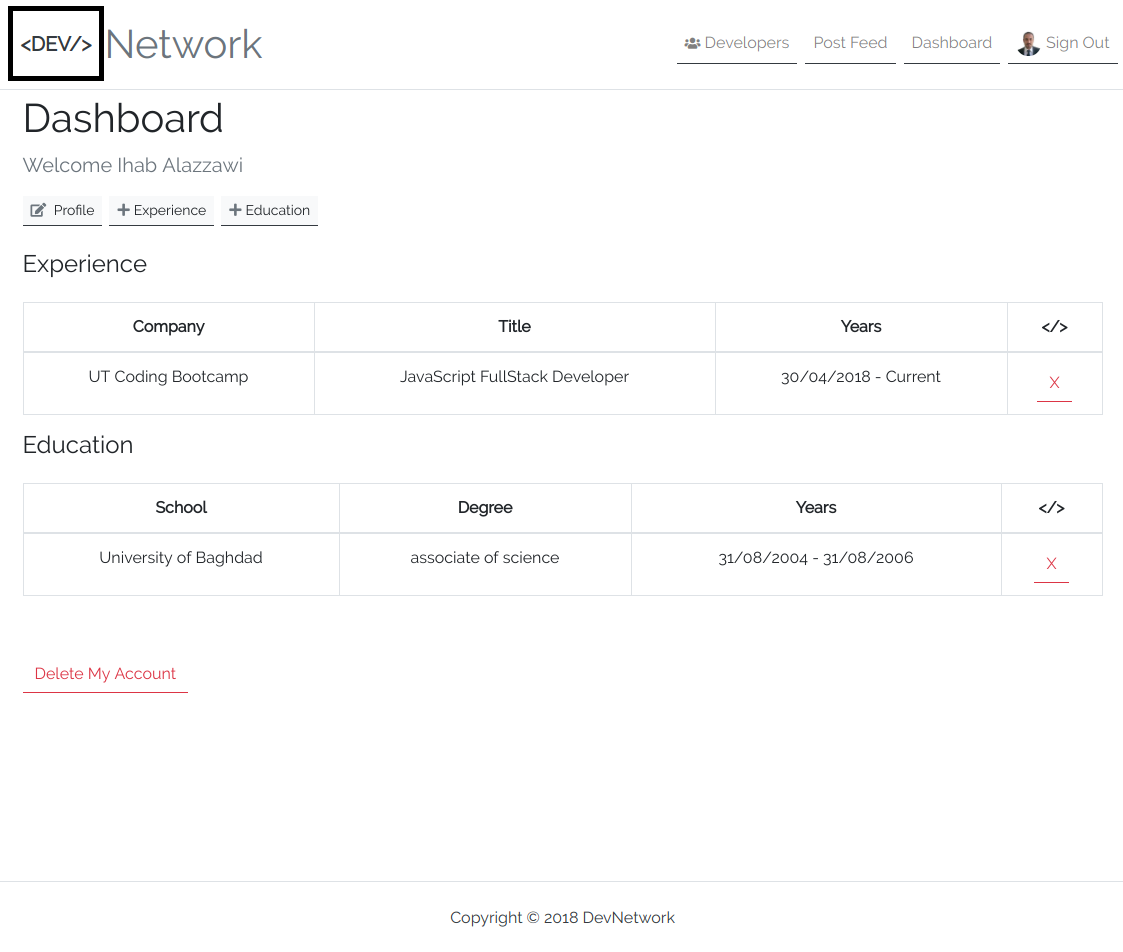 <DEV/> Network
Developers Post Feed Dashboard Sign Out
Dashboard
Welcome Ihab Alazzawi
Profile Experience Education
Experience
Company Title Years </>
UT Coding Bootcamp JavaScript FullStack Developer 30/04/2018 - Current X
Education
School Degree Years </>
University of Baghdad associate of science 31/08/2004 - 31/08/2006 X
Delete My Account
Copyright © 2018 DevNetwork